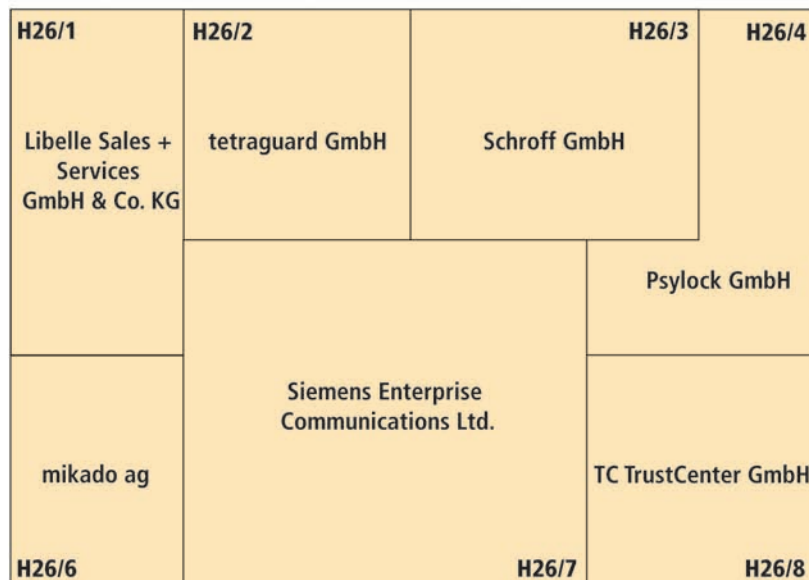 H26/1
Libelle Sales +
Services
GmbH & Co. KG
H26/2
tetraguard GmbH
H26/3
Schroff GmbH
H26/4
Psylock GmbH
mikado ag
H26/6
Siemens Enterprise
Communications Ltd.
H26/7
TC TrustCenter GmbH
H26/8